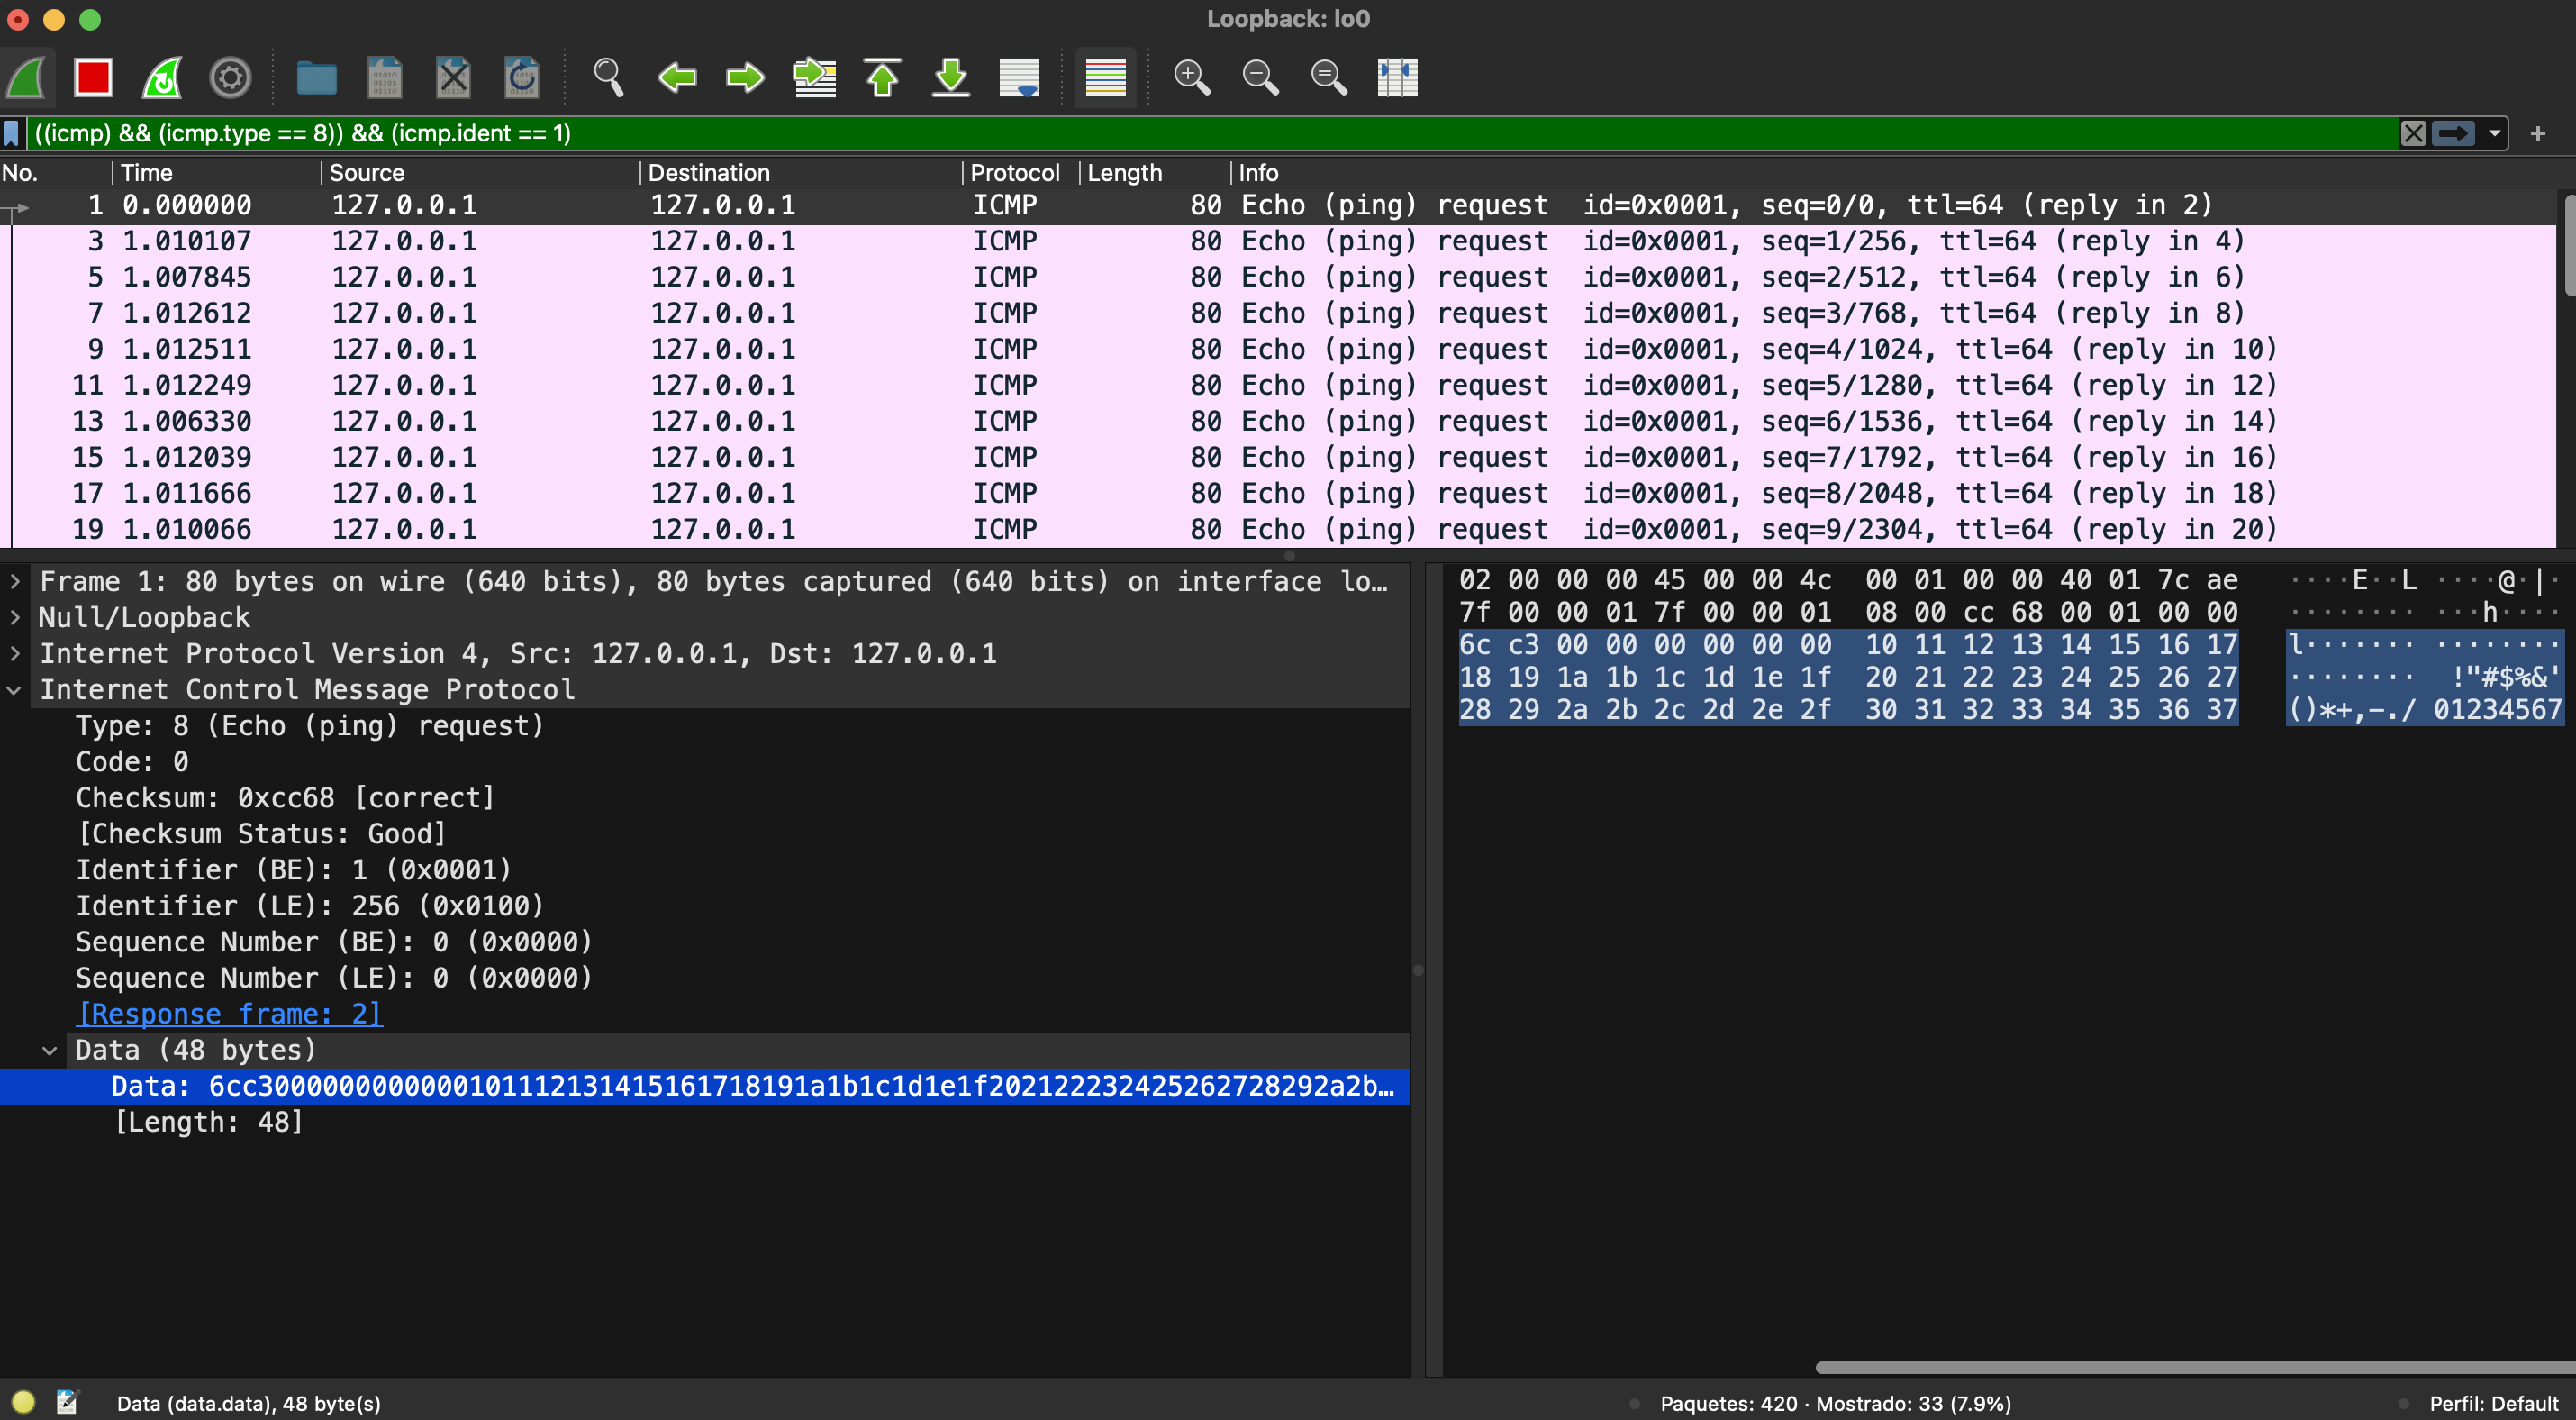 Loopback: lo0
((icmp) && (icmp.type == 8)) && (icmp.ident == 1)
No. Time Source Destination Protocol Length Info
1 0.000000 127.0.0.1 127.0.0.1 ICMP 80 Echo (ping) request id=0x0001, seq=0/0, ttl=64 (reply in 2)
3 1.010107 127.0.0.1 127.0.0.1 ICMP 80 Echo (ping) request id=0x0001, seq=1/256, ttl=64 (reply in 4)
5 1.007845 127.0.0.1 127.0.0.1 ICMP 80 Echo (ping) request id=0x0001, seq=2/512, ttl=64 (reply in 6)
7 1.012612 127.0.0.1 127.0.0.1 ICMP 80 Echo (ping) request id=0x0001, seq=3/768, ttl=64 (reply in 8)
9 1.012511 127.0.0.1 127.0.0.1 ICMP 80 Echo (ping) request id=0x0001, seq=4/1024, ttl=64 (reply in 10)
11 1.012249 127.0.0.1 127.0.0.1 ICMP 80 Echo (ping) request id=0x0001, seq=5/1280, ttl=64 (reply in 12)
13 1.006330 127.0.0.1 127.0.0.1 ICMP 80 Echo (ping) request id=0x0001, seq=6/1536, ttl=64 (reply in 14)
15 1.012039 127.0.0.1 127.0.0.1 ICMP 80 Echo (ping) request id=0x0001, seq=7/1792, ttl=64 (reply in 16)
17 1.011666 127.0.0.1 127.0.0.1 ICMP 80 Echo (ping) request id=0x0001, seq=8/2048, ttl=64 (reply in 18)
19 1.010066 127.0.0.1 127.0.0.1 ICMP 80 Echo (ping) request id=0x0001, seq=9/2304, ttl=64 (reply in 20)
Frame 1: 80 bytes on wire (640 bits), 80 bytes captured (640 bits) on interface lo…
Null/Loopback
Internet Protocol Version 4, Src: 127.0.0.1, Dst: 127.0.0.1
Internet Control Message Protocol
Type: 8 (Echo (ping) request)
Code: 0
Checksum: 0xcc68 [correct]
[Checksum Status: Good]
Identifier (BE): 1 (0x0001)
Identifier (LE): 256 (0x0100)
Sequence Number (BE): 0 (0x0000)
Sequence Number (LE): 0 (0x0000)
[Response frame: 2]
Data (48 bytes)
Data: 6cc3000000000000101112131415161718191a1b1c1d1e1f202122232425262728292a2b…
[Length: 48]
02 00 00 00 45 00 00 4c 00 01 00 00 40 01 7c ae ····E··L ····@·|·
7f 00 00 01 7f 00 00 01 08 00 cc 68 00 01 00 00 ········ ···h····
6c c3 00 00 00 00 00 00 10 11 12 13 14 15 16 17 l······· ········
18 19 1a 1b 1c 1d 1e 1f 20 21 22 23 24 25 26 27 ········ !"#$%&'
28 29 2a 2b 2c 2d 2e 2f 30 31 32 33 34 35 36 37 ()*+,-./ 01234567
Data (data.data), 48 byte(s)
Paquetes: 420 · Mostrado: 33 (7.9%)
Perfil: Default